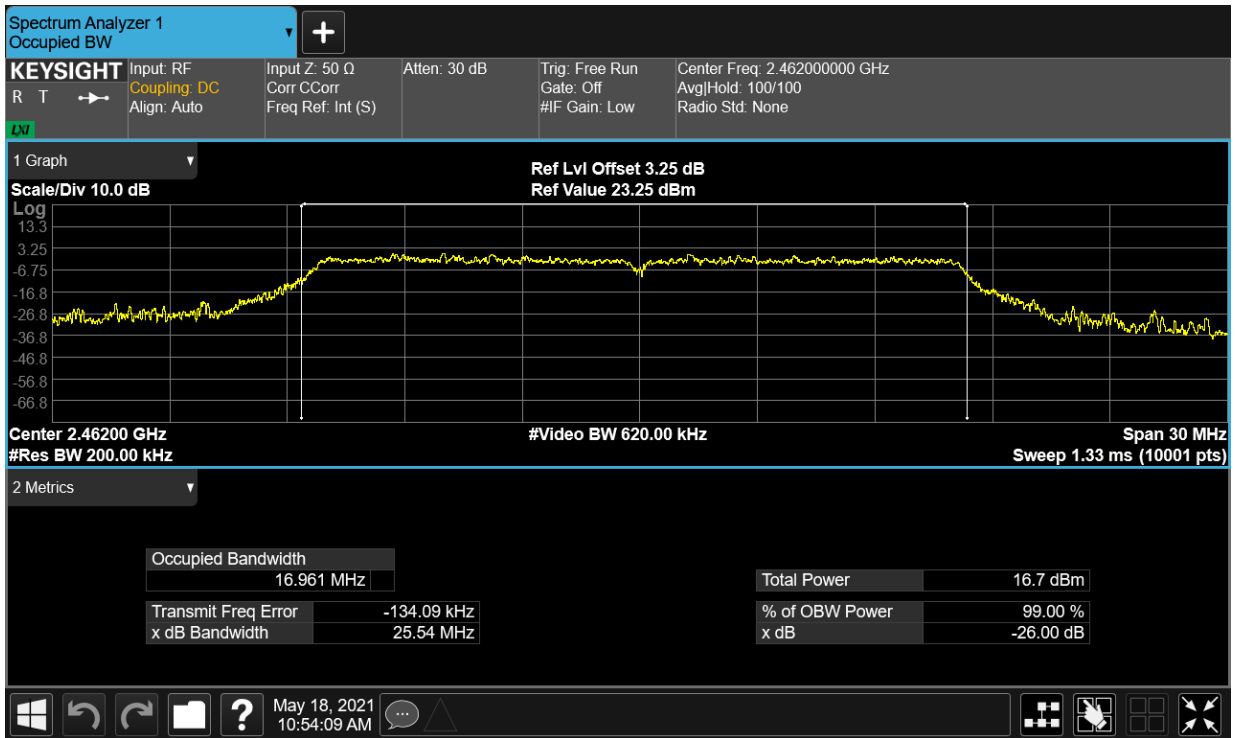 Spectrum Analyzer 1
Occupied BW
KEYSIGHT
R T
LXI
Input: RF
Coupling: DC
Align: Auto
Input Z: 50 Ω
Corr CCorr
Freq Ref: Int (S)
Atten: 30 dB
Trig: Free Run
Gate: Off
#IF Gain: Low
Center Freq: 2.462000000 GHz
Avg|Hold: 100/100
Radio Std: None
1 Graph
Scale/Div 10.0 dB
Ref Lvl Offset 3.25 dB
Ref Value 23.25 dBm
Log
13.3
3.25
-6.75
-16.8
-26.8
-36.8
-46.8
-56.8
-66.8
Center 2.46200 GHz
#Res BW 200.00 kHz
#Video BW 620.00 kHz
Span 30 MHz
Sweep 1.33 ms (10001 pts)
2 Metrics
Occupied Bandwidth
16.961 MHz
Transmit Freq Error -134.09 kHz
x dB Bandwidth 25.54 MHz
Total Power 16.7 dBm
% of OBW Power 99.00 %
x dB -26.00 dB
?
May 18, 2021
10:54:09 AM